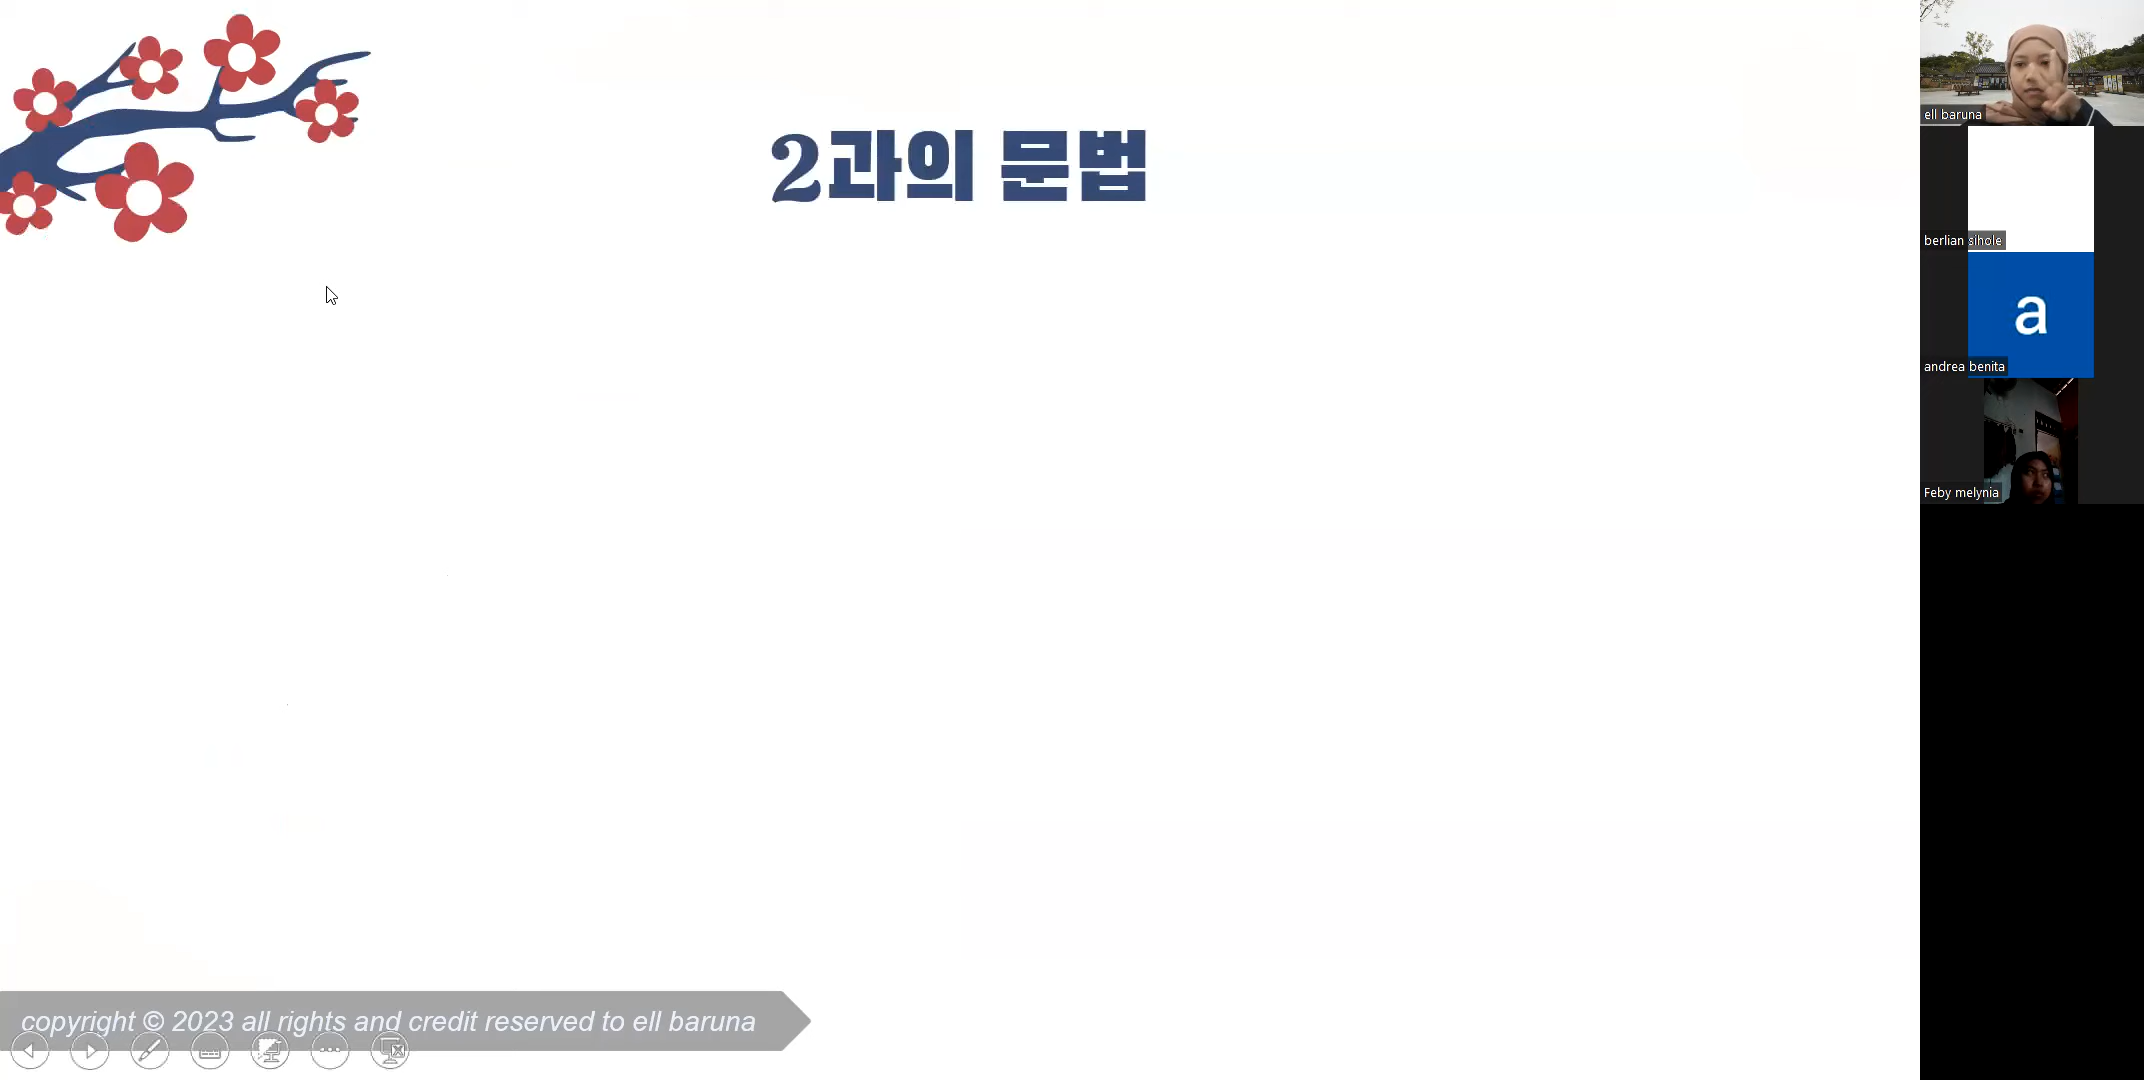 2과의 문법
copyright © 2023 all rights and credit reserved to ell baruna
ell baruna
berlian sihole
a
andrea benita
Feby melynia